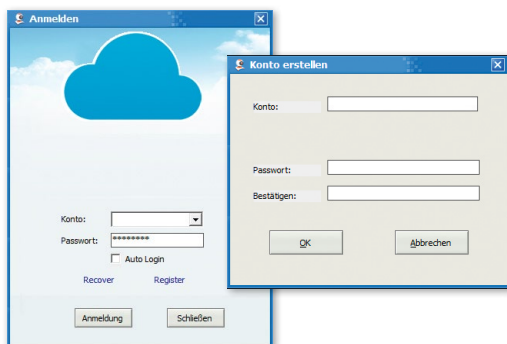 Anmelden
Konto:
Passwort: ********
Auto Login
Recover Register
Anmeldung Schließen
Konto erstellen
Konto:
Passwort:
Bestätigen:
OK Abbrechen